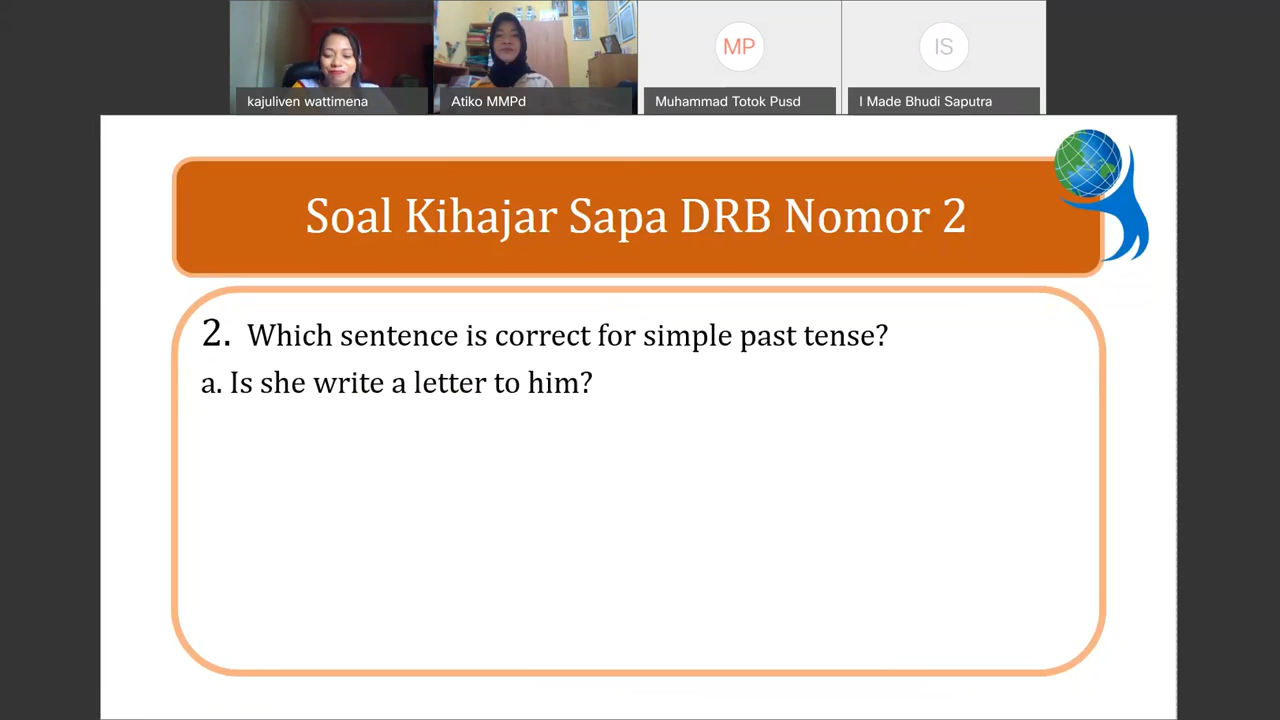 kajuliven wattimena
Atiko MMPd
MP
Muhammad Totok Pusd
IS
I Made Bhudi Saputra
Soal Kihajar Sapa DRB Nomor 2
2. Which sentence is correct for simple past tense?
a. Is she write a letter to him?